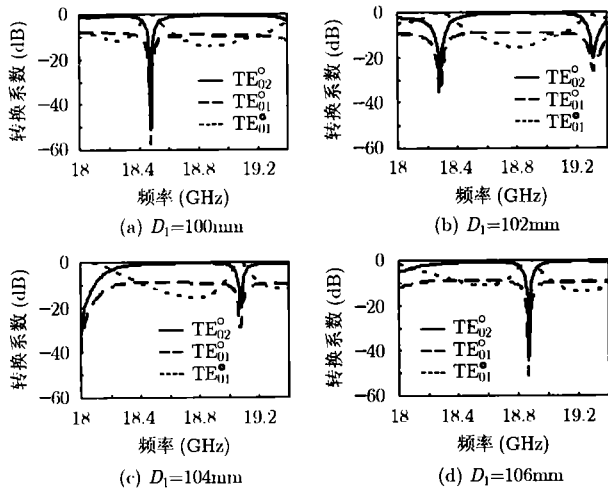 0
−20
−40
−60
转换系数 (dB)
TE°₀₂
TE°₀₁
TE⊙₀₁
18
18.4
18.8
19.2
频率 (GHz)
(a) D₁=100mm
0
−20
−40
−60
转换系数 (dB)
TE°₀₂
TE°₀₁
TE⊙₀₁
18
18.4
18.8
19.2
频率 (GHz)
(b) D₁=102mm
0
−20
−40
−60
转换系数 (dB)
TE°₀₂
TE°₀₁
TE⊙₀₁
18
18.4
18.8
19.2
频率 (GHz)
(c) D₁=104mm
0
−20
−40
−60
转换系数 (dB)
TE°₀₂
TE°₀₁
TE⊙₀₁
18
18.4
18.8
19.2
频率 (GHz)
(d) D₁=106mm